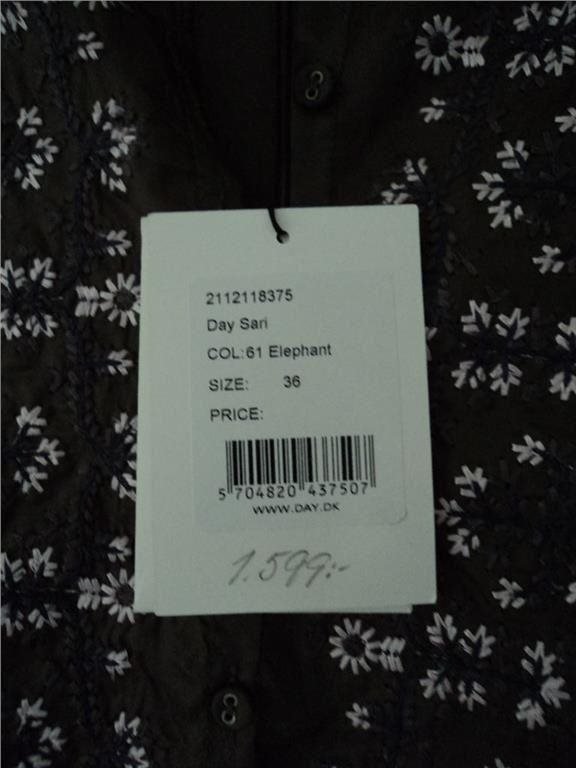 2112118375
Day Sari
COL:61 Elephant
SIZE: 36
PRICE:
5 704820 437507
WWW.DAY.DK
1.599:-